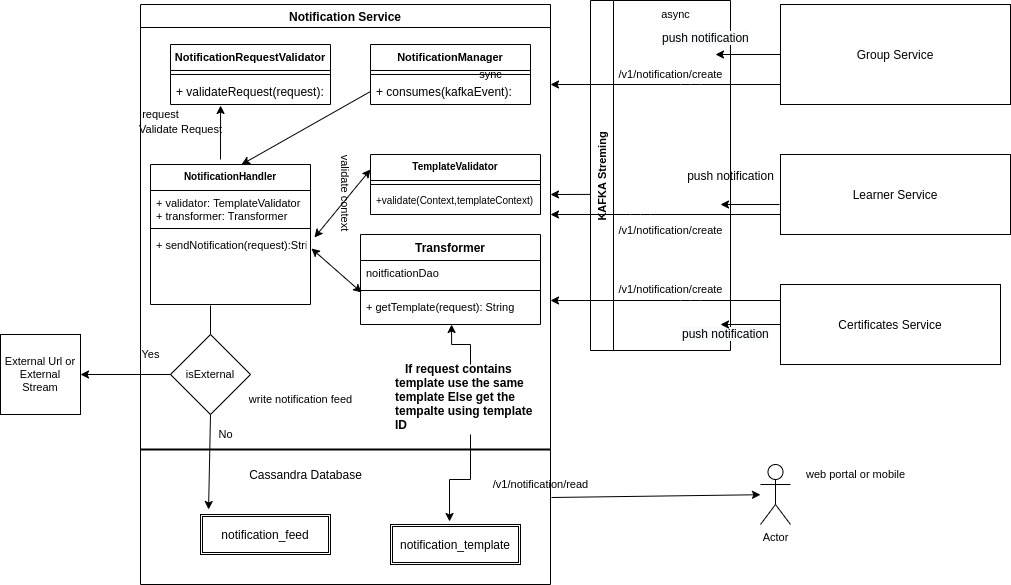 Notification Service
NotificationRequestValidator
+ validateRequest(request):
NotificationManager
sync
+ consumes(kafkaEvent):
request
Validate Request
NotificationHandler
+ validator: TemplateValidator
+ transformer: Transformer
+ sendNotification(request):Stri
validate context
TemplateValidator
+validate(Context,templateContext)
Transformer
noitficationDao
+ getTemplate(request): String
KAFKA Streming
async
push notification
/v1/notification/create
Group Service
push notification
/v1/notification/create
Learner Service
/v1/notification/create
push notification
Certificates Service
External Url or
External
Stream
Yes
isExternal
No
write notification feed
If request contains
template use the same
template Else get the
tempalte using template
ID
Cassandra Database
notification_feed
notification_template
/v1/notification/read
web portal or mobile
Actor